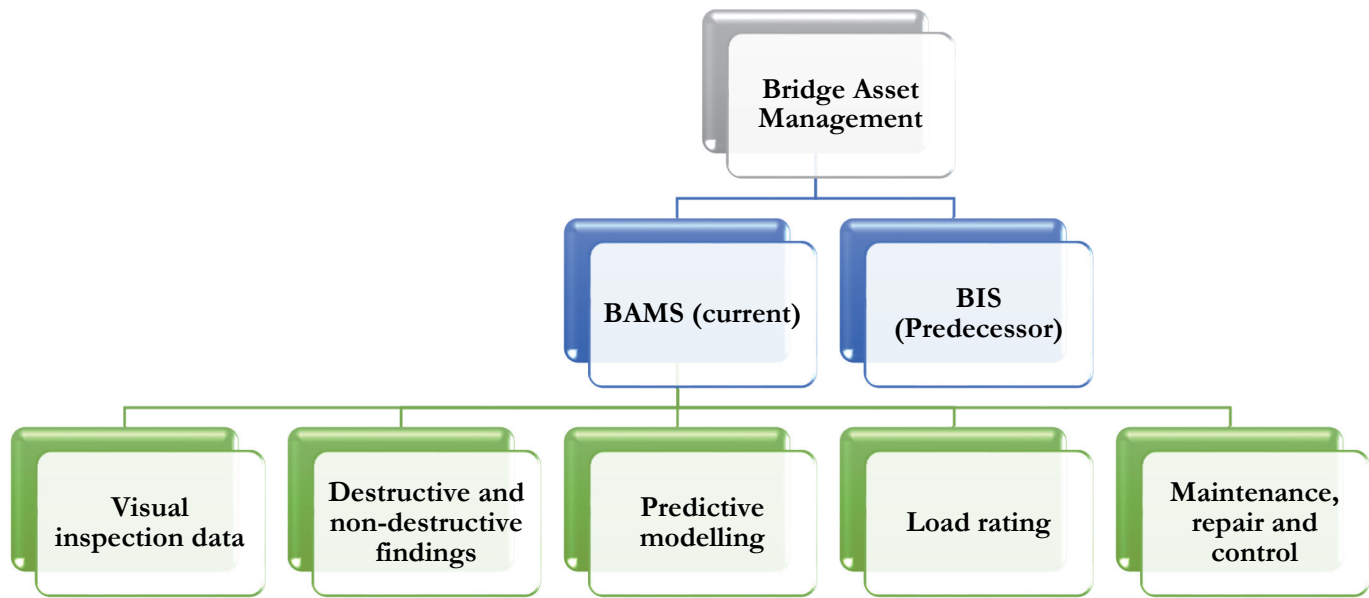 Bridge Asset
Management
BAMS (current)
BIS
(Predecessor)
Visual
inspection data
Destructive and
non-destructive
findings
Predictive
modelling
Load rating
Maintenance,
repair and
control